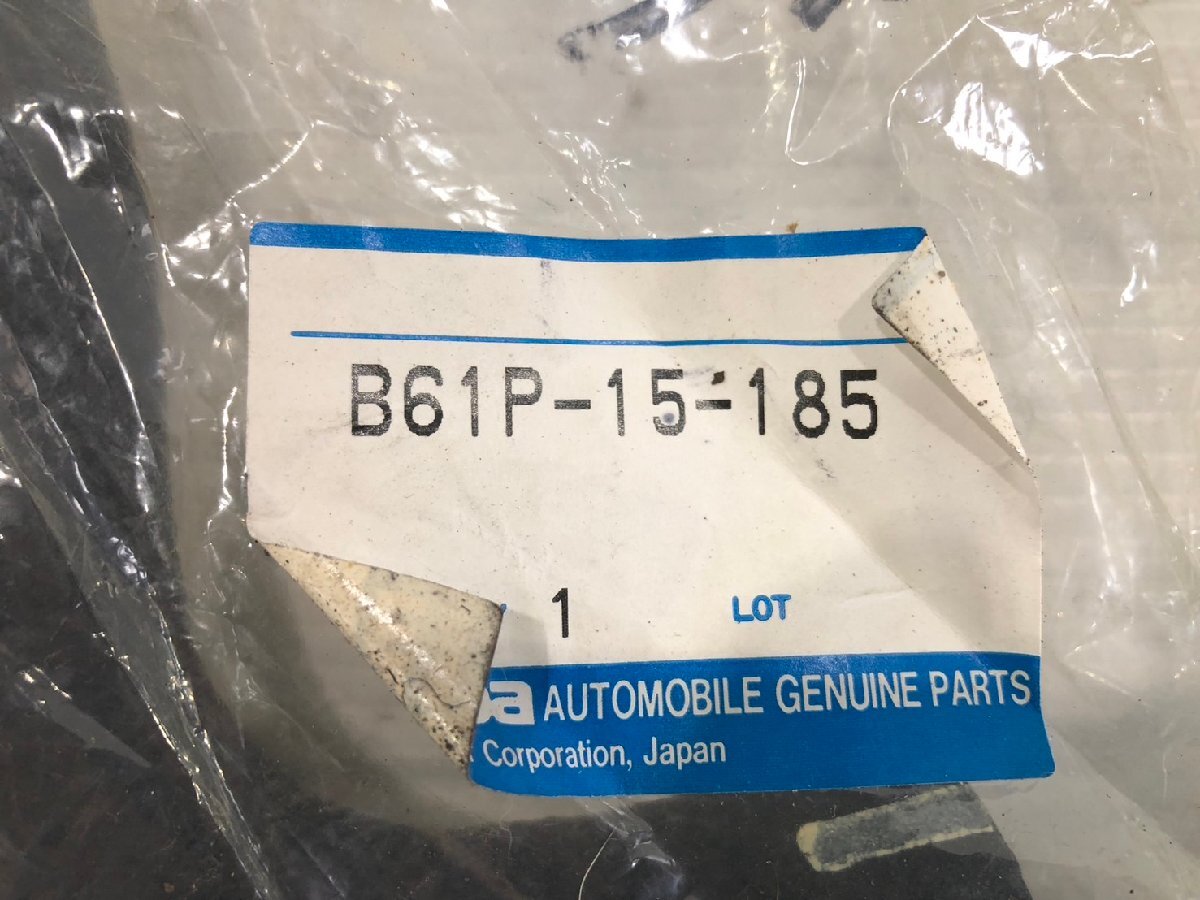 B61P-15-185
1
LOT
AUTOMOBILE GENUINE PARTS
Corporation, Japan